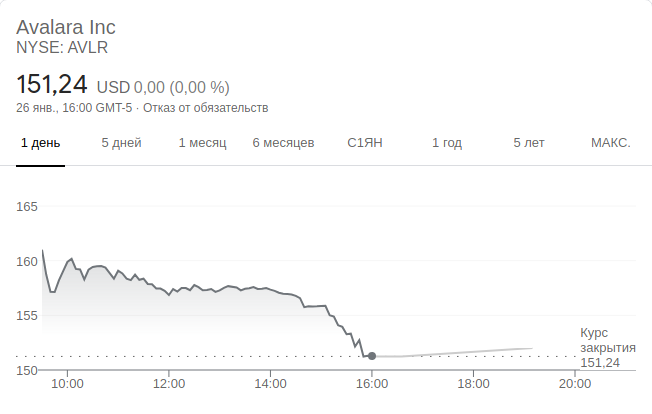 Avalara Inc
NYSE: AVLR
151,24 USD 0,00 (0,00 %)
26 янв., 16:00 GMT-5 · Отказ от обязательств
1 день 5 дней 1 месяц 6 месяцев С1ЯН 1 год 5 лет МАКС.
165
160
155
150
Курс
закрытия
151,24
10:00 12:00 14:00 16:00 18:00 20:00